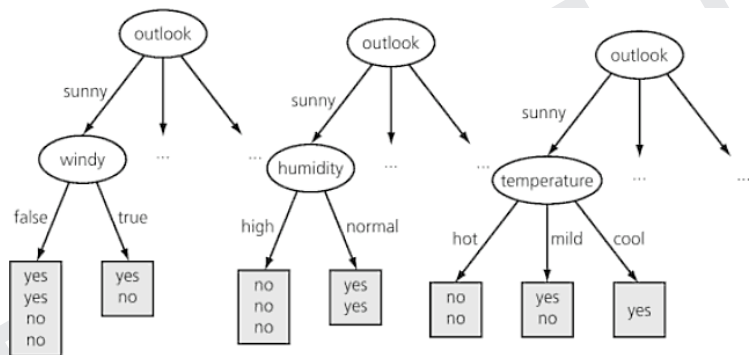 outlook
sunny
windy
...
...
false
true
yes
yes
no
no
yes
no
outlook
sunny
humidity
...
...
high
normal
no
no
no
yes
yes
outlook
sunny
temperature
...
...
hot
mild
cool
no
no
yes
no
yes